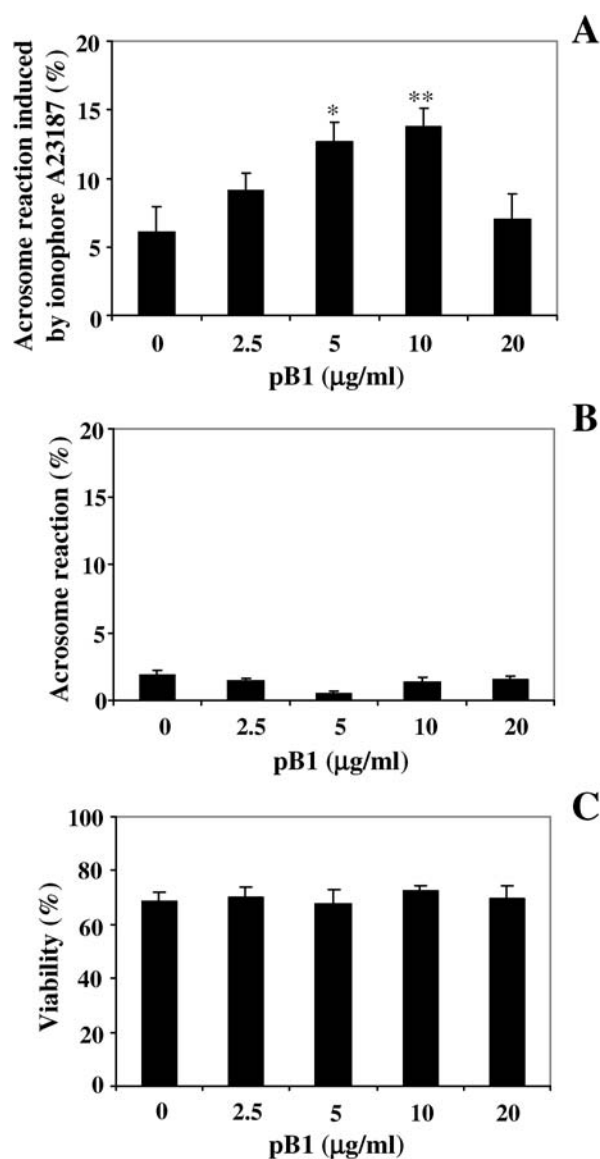 A
Acrosome reaction induced
by ionophore A23187 (%)
20
15
10
5
0
*
**
0 2.5 5 10 20
pB1 (µg/ml)
B
Acrosome reaction (%)
20
15
10
5
0
0 2.5 5 10 20
pB1 (µg/ml)
C
Viability (%)
100
80
60
40
20
0
0 2.5 5 10 20
pB1 (µg/ml)